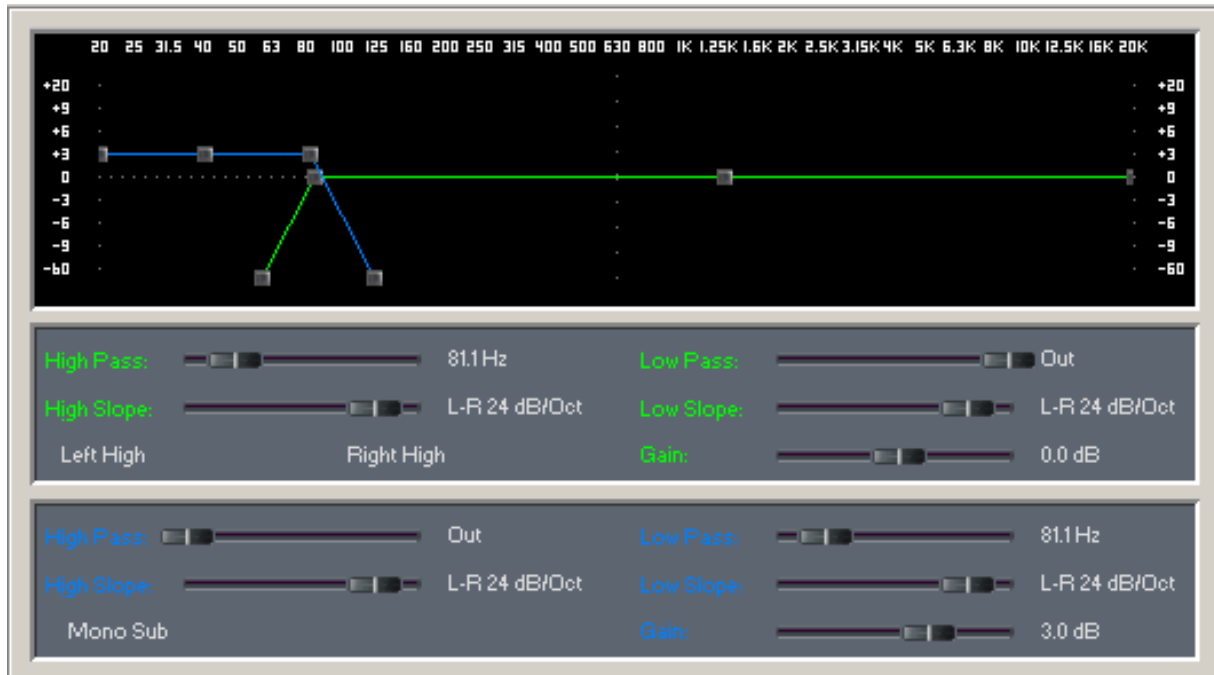 20 25 31.5 40 50 63 80 100 125 160 200 250 315 400 500 630 800 1K 1.25K 1.6K 2K 2.5K 3.15K 4K 5K 6.3K 8K 10K 12.5K 16K 20K
+20 +20
+9 +9
+6 +6
+3 +3
0 0
-3 -3
-6 -6
-9 -9
-60 -60
High Pass: 81.1 Hz Low Pass: Out
High Slope: L-R 24 dB/Oct Low Slope: L-R 24 dB/Oct
Left High Right High Gain: 0.0 dB
High Pass: Out Low Pass: 81.1 Hz
High Slope: L-R 24 dB/Oct Low Slope: L-R 24 dB/Oct
Mono Sub Gain: 3.0 dB